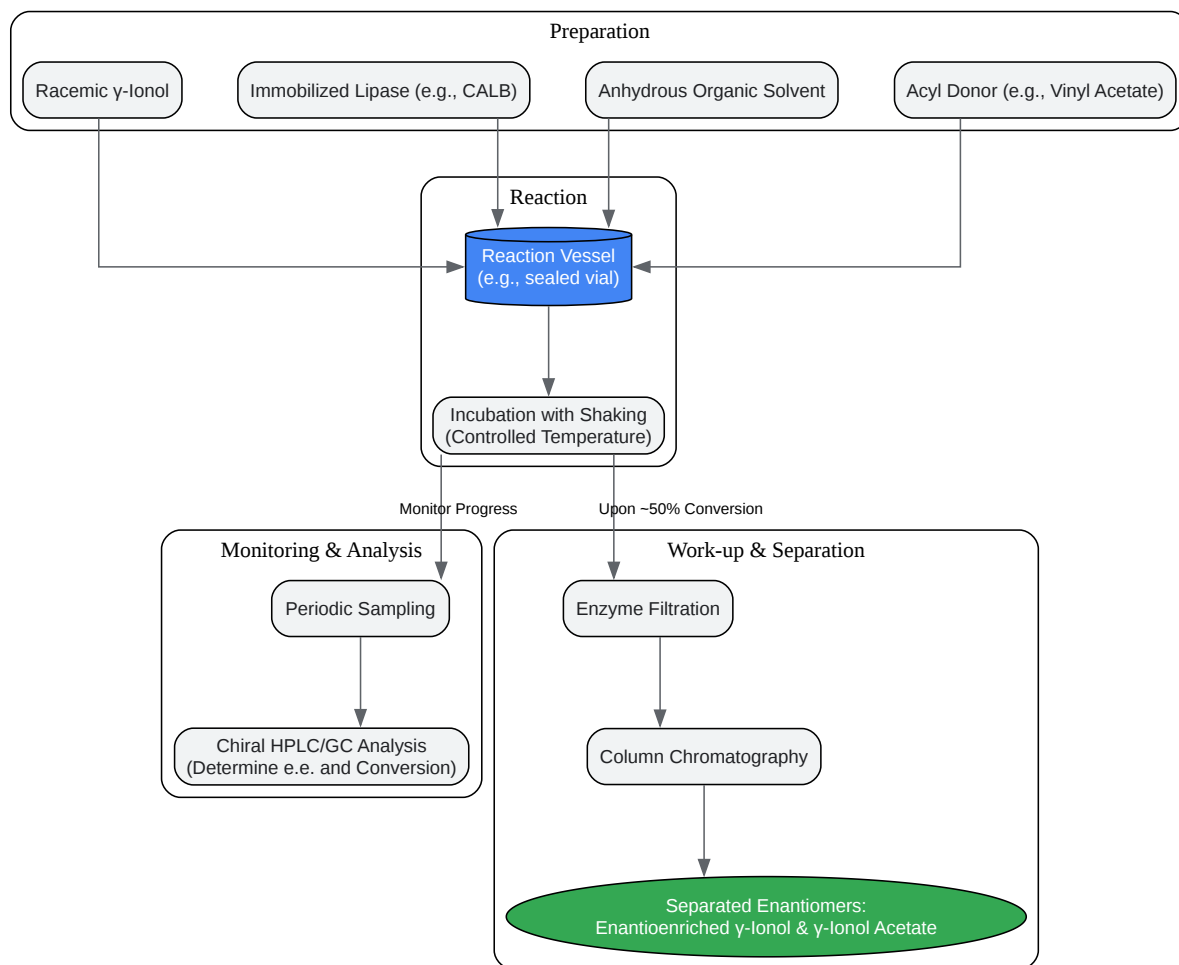 Preparation
Racemic γ-Ionol
Immobilized Lipase (e.g., CALB)
Anhydrous Organic Solvent
Acyl Donor (e.g., Vinyl Acetate)
Reaction
Reaction Vessel
(e.g., sealed vial)
Incubation with Shaking
(Controlled Temperature)
Monitor Progress
Upon ~50% Conversion
Monitoring & Analysis
Periodic Sampling
Chiral HPLC/GC Analysis
(Determine e.e. and Conversion)
Work-up & Separation
Enzyme Filtration
Column Chromatography
Separated Enantiomers:
Enantioenriched γ-Ionol & γ-Ionol Acetate